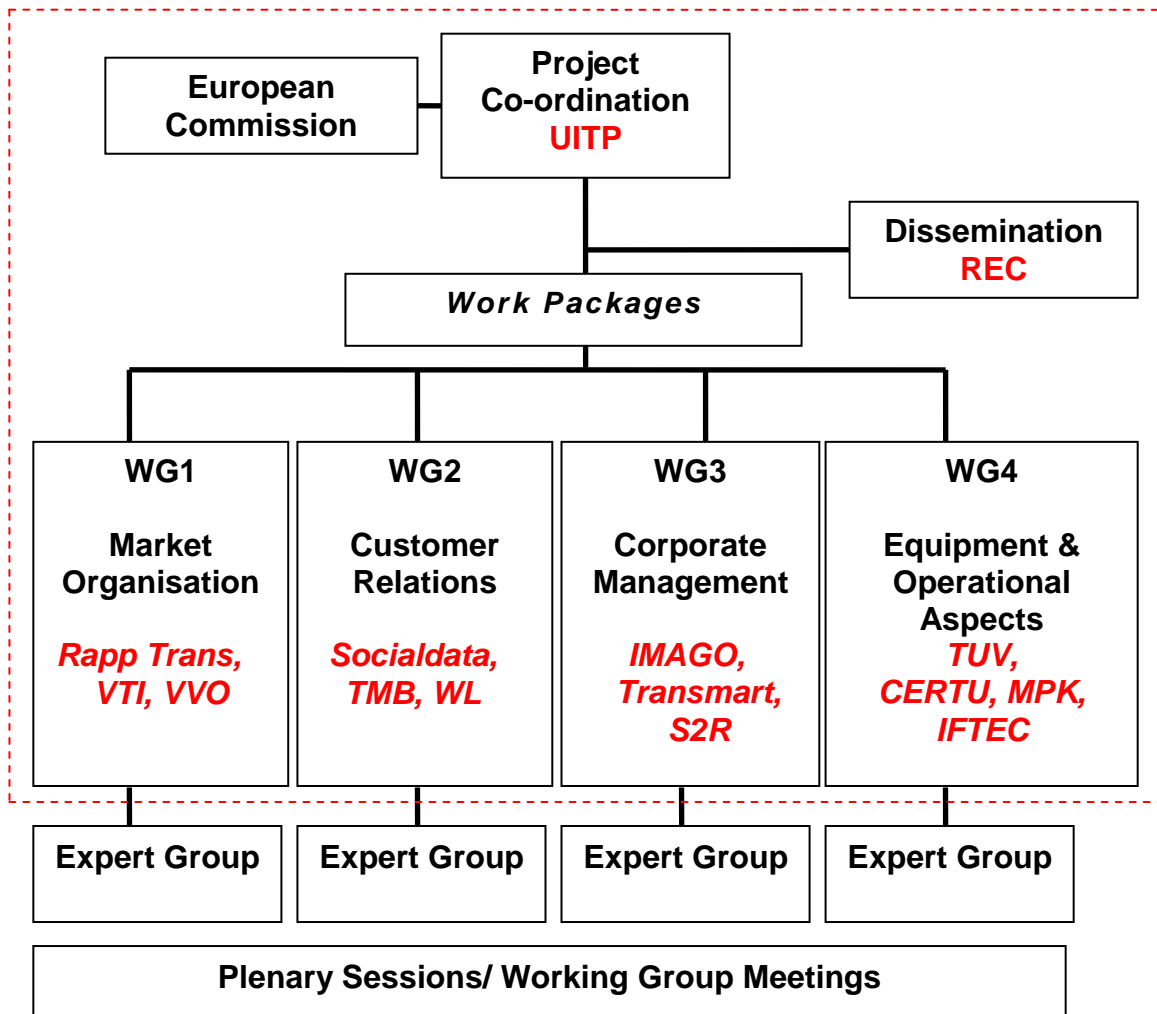 European
Commission
Project
Co-ordination
UITP
Dissemination
REC
Work Packages
WG1
Market
Organisation
Rapp Trans,
VTI, VVO
WG2
Customer
Relations
Socialdata,
TMB, WL
WG3
Corporate
Management
IMAGO,
Transmart,
S2R
WG4
Equipment &
Operational
Aspects
TUV,
CERTU, MPK,
IFTEC
Expert Group
Expert Group
Expert Group
Expert Group
Plenary Sessions/ Working Group Meetings